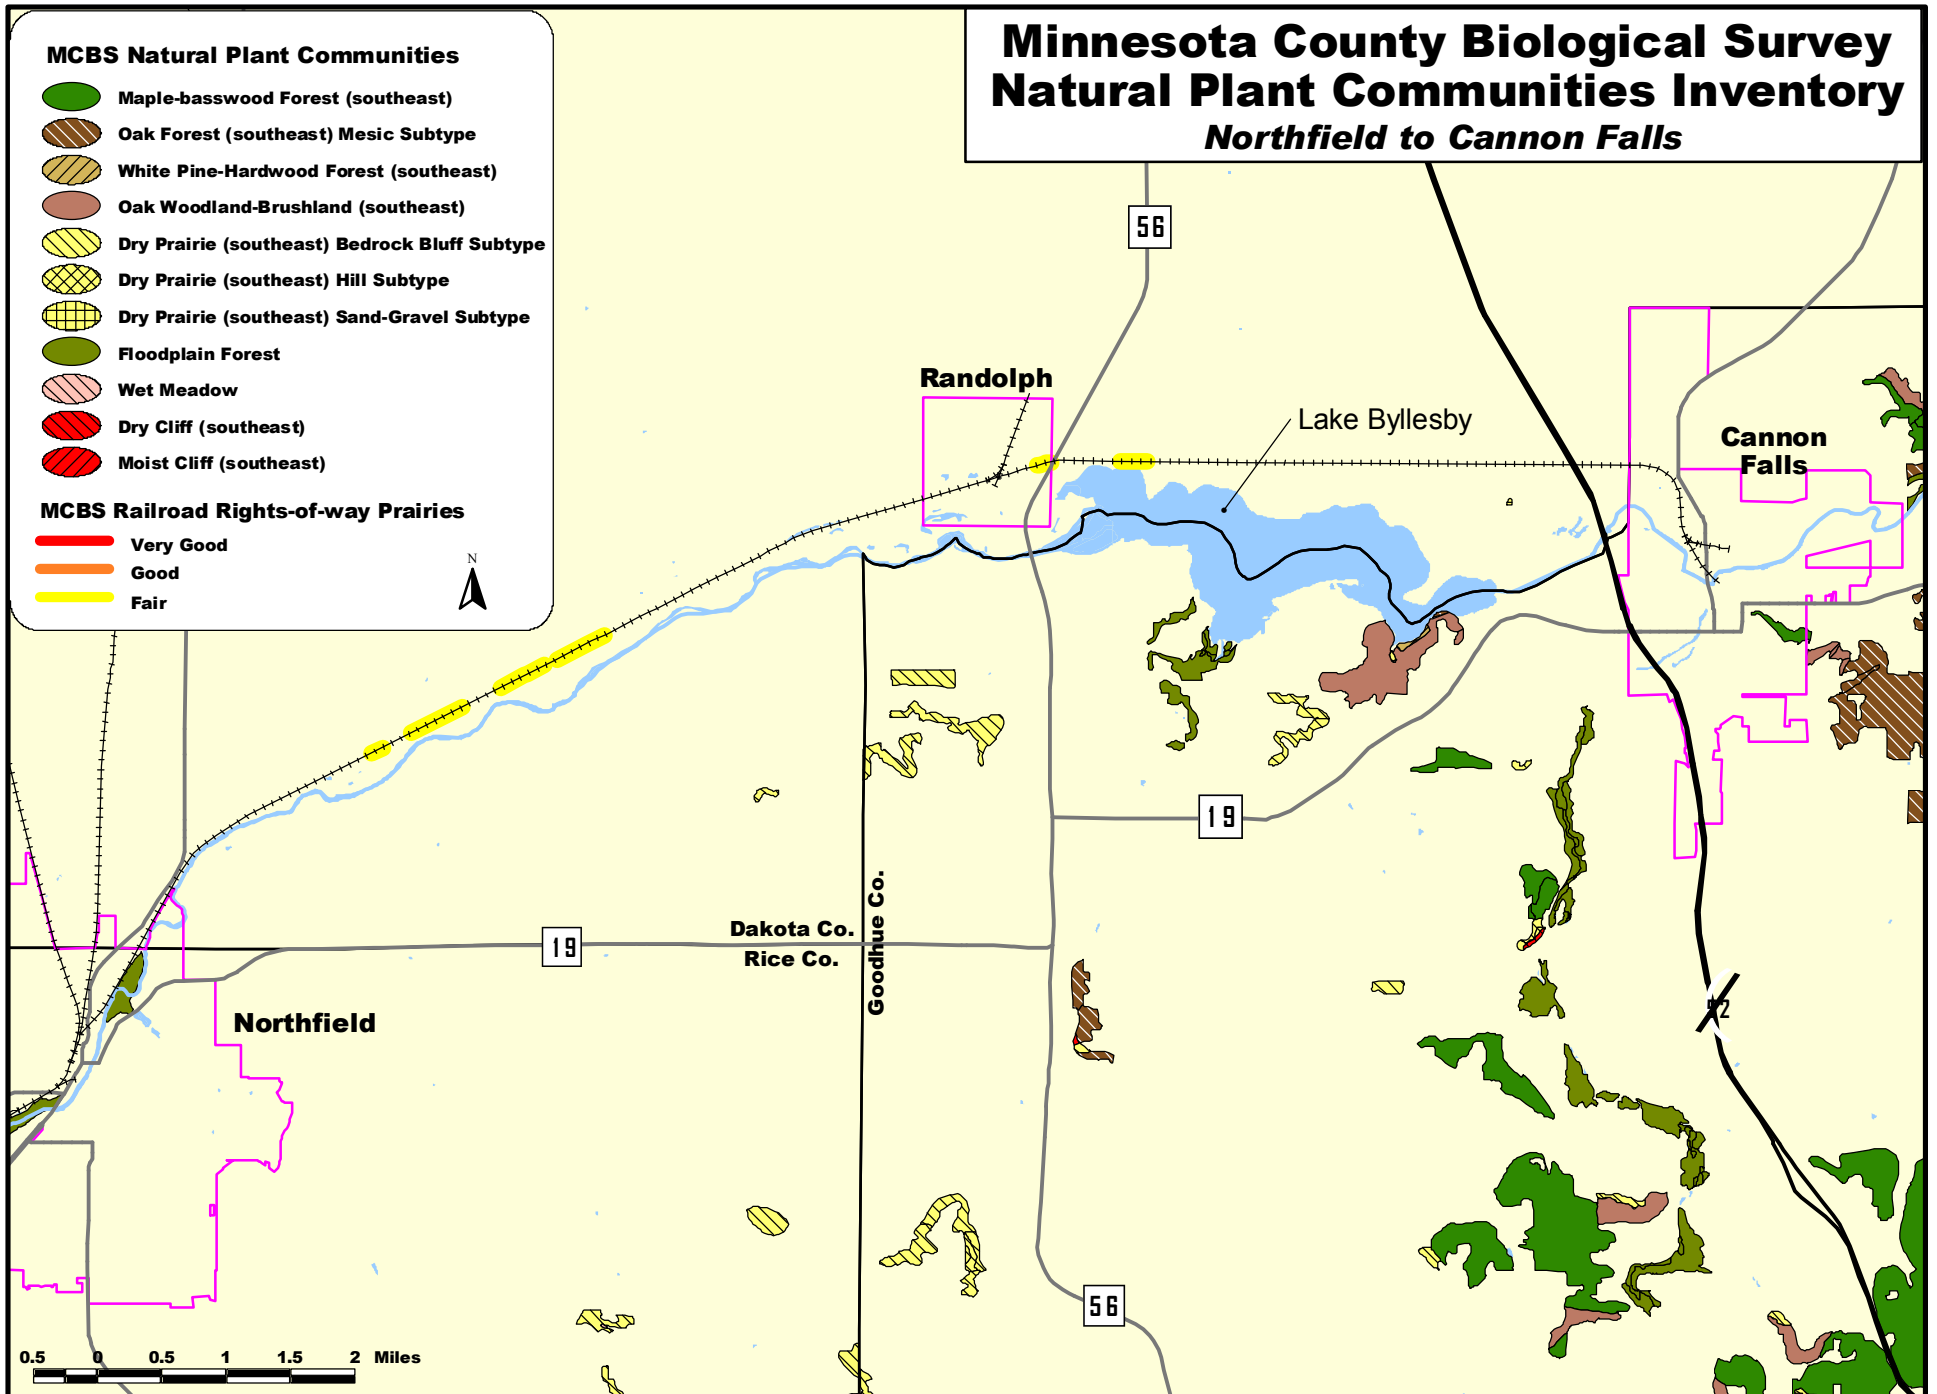 Minnesota County Biological Survey
Natural Plant Communities Inventory
Northfield to Cannon Falls
MCBS Natural Plant Communities
Maple-basswood Forest (southeast)
Oak Forest (southeast) Mesic Subtype
White Pine-Hardwood Forest (southeast)
Oak Woodland-Brushland (southeast)
Dry Prairie (southeast) Bedrock Bluff Subtype
Dry Prairie (southeast) Hill Subtype
Dry Prairie (southeast) Sand-Gravel Subtype
Floodplain Forest
Wet Meadow
Dry Cliff (southeast)
Moist Cliff (southeast)
MCBS Railroad Rights-of-way Prairies
Very Good
Good
Fair
N
56
Randolph
Lake Byllesby
Cannon
Falls
19
Dakota Co.
Rice Co.
Goodhue Co.
19
52
Northfield
56
0.5 0 0.5 1 1.5 2 Miles